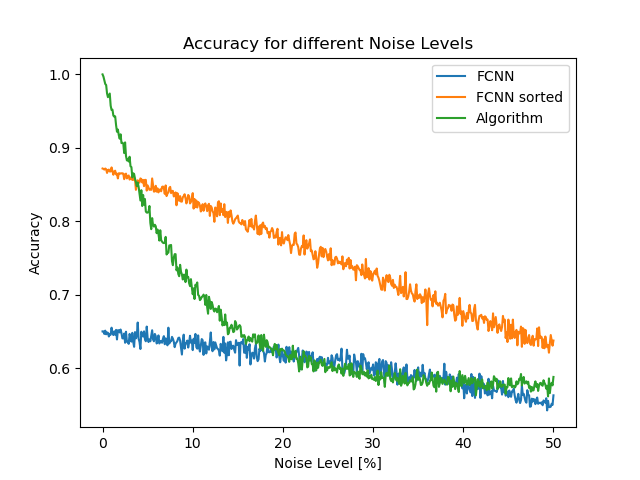 Accuracy for different Noise Levels
FCNN
FCNN sorted
Algorithm
Accuracy
1.0
0.9
0.8
0.7
0.6
0
10
20
30
40
50
Noise Level [%]